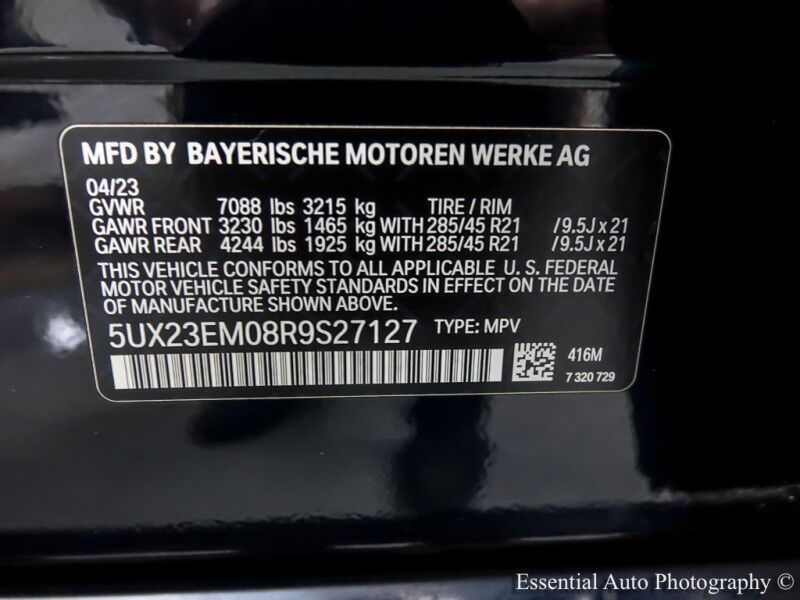 MFD BY BAYERISCHE MOTOREN WERKE AG
04/23
GVWR 7088 lbs 3215 kg TIRE / RIM
GAWR FRONT 3230 lbs 1465 kg WITH 285/45 R21 /9.5J x 21
GAWR REAR 4244 lbs 1925 kg WITH 285/45 R21 /9.5J x 21
THIS VEHICLE CONFORMS TO ALL APPLICABLE U. S. FEDERAL
MOTOR VEHICLE SAFETY STANDARDS IN EFFECT ON THE DATE
OF MANUFACTURE SHOWN ABOVE.
5UX23EM08R9S27127 TYPE: MPV
416M
7 320 729
Essential Auto Photography ©